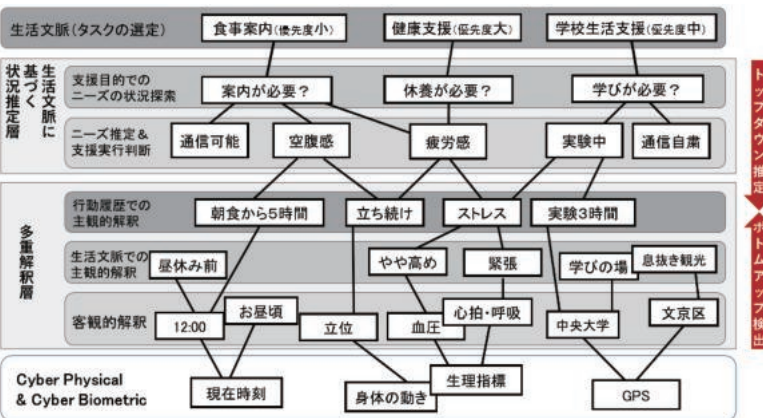 生活文脈(タスクの選定)
食事案内(優先度小)
健康支援(優先度大)
学校生活支援(優先度中)
生活文脈に
基づく
状況推定層
支援目的での
ニーズの状況探索
案内が必要?
休養が必要?
学びが必要?
ニーズ推定&
支援実行判断
通信可能
空腹感
疲労感
実験中
通信自粛
トップダウン推定
ボトムアップ検出
多重解釈層
行動履歴での
主観的解釈
朝食から5時間
立ち続け
ストレス
実験3時間
生活文脈での
主観的解釈
昼休み前
やや高め
緊張
学びの場
息抜き観光
客観的解釈
12:00
お昼頃
立位
血圧
心拍・呼吸
中央大学
文京区
Cyber Physical
& Cyber Biometric
現在時刻
身体の動き
生理指標
GPS